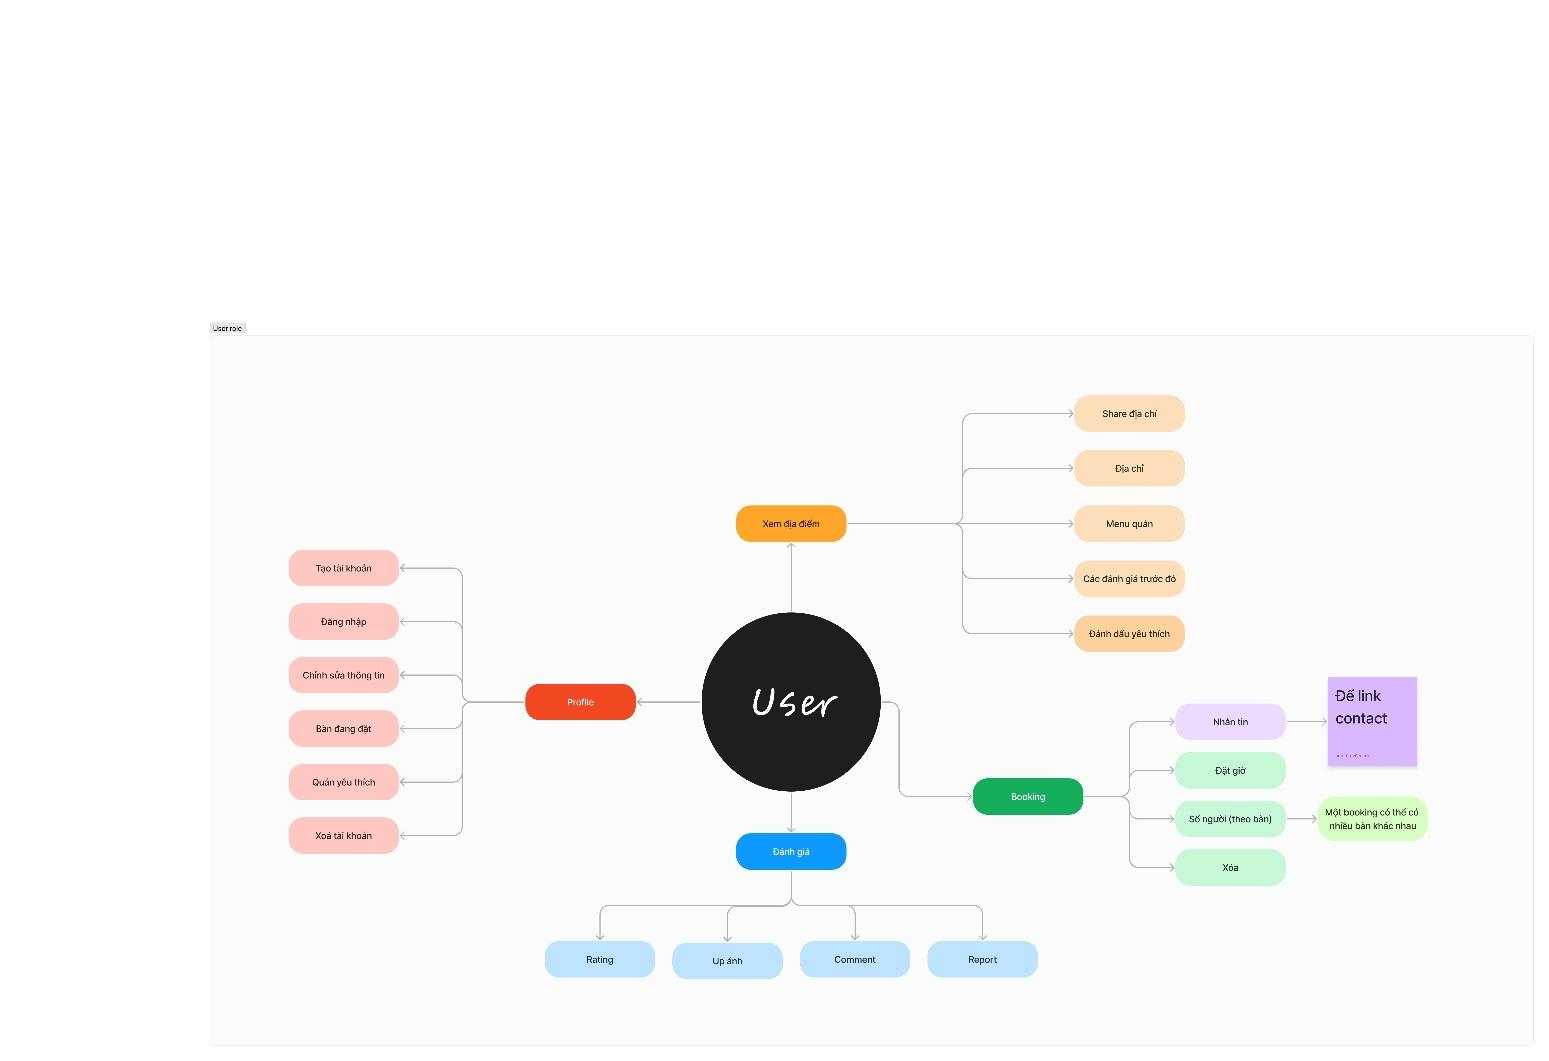 User role
Share địa chỉ
Địa chỉ
Xem địa điểm
Menu quán
Các đánh giá trước đó
Đánh dấu yêu thích
Tạo tài khoản
Đăng nhập
Chỉnh sửa thông tin
Bàn đang đặt
Quán yêu thích
Xoá tài khoản
Profile
User
Booking
Nhắn tin
Để link
contact
Đặt giờ
Số người (theo bàn)
Một booking có thể có
nhiều bàn khác nhau
Xóa
Đánh giá
Rating
Up ảnh
Comment
Report